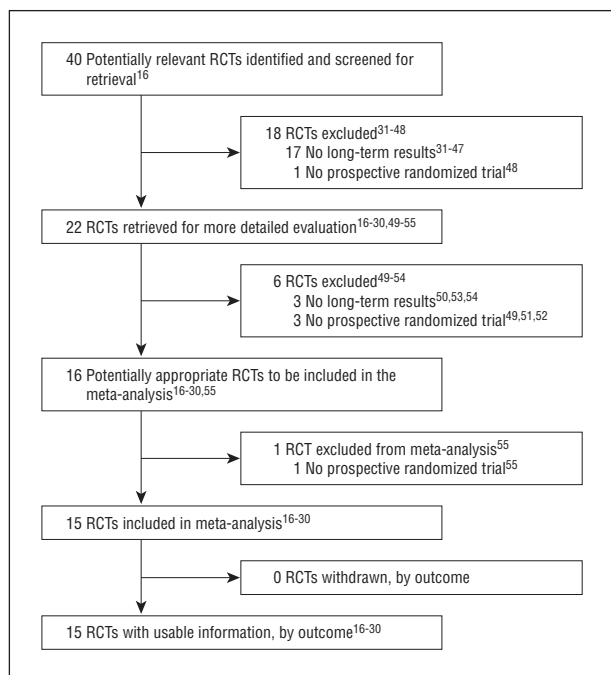 40 Potentially relevant RCTs identified and screened for
retrieval16
18 RCTs excluded31-48
17 No long-term results31-47
1 No prospective randomized trial48
22 RCTs retrieved for more detailed evaluation16-30,49-55
6 RCTs excluded49-54
3 No long-term results50,53,54
3 No prospective randomized trial49,51,52
16 Potentially appropriate RCTs to be included in the
meta-analysis16-30,55
1 RCT excluded from meta-analysis55
1 No prospective randomized trial55
15 RCTs included in meta-analysis16-30
0 RCTs withdrawn, by outcome
15 RCTs with usable information, by outcome16-30